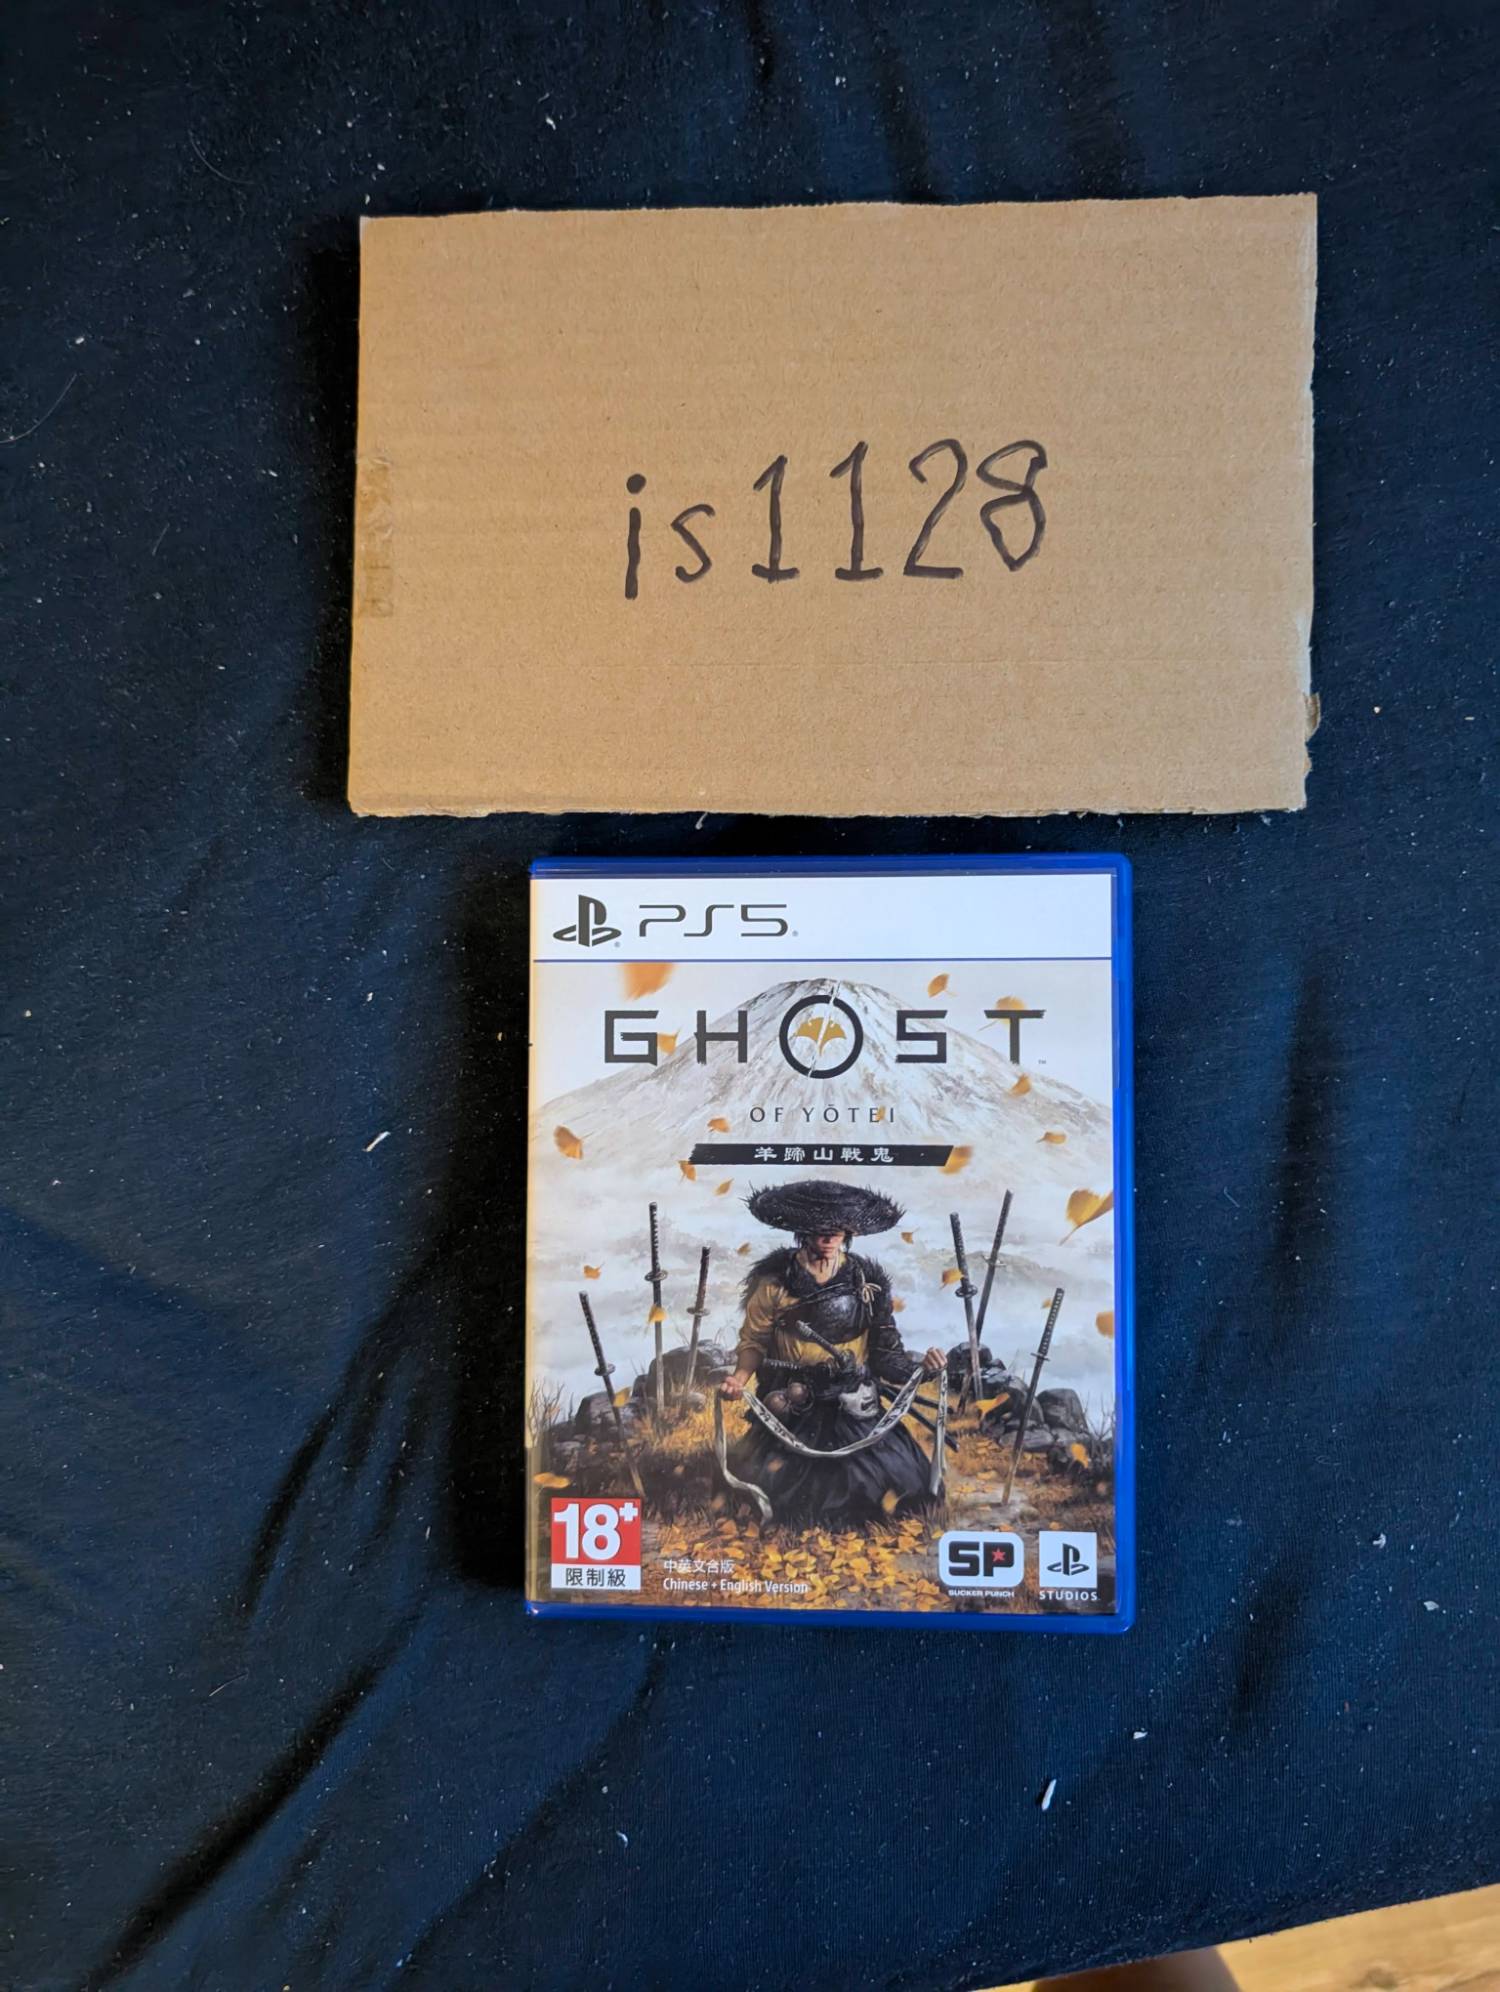 is1128
PS5
GHOST
OF YŌTEI
羊蹄山戰鬼
18+
限制級
中英文合版
Chinese + English Version
SP
SUCKER PUNCH
STUDIOS